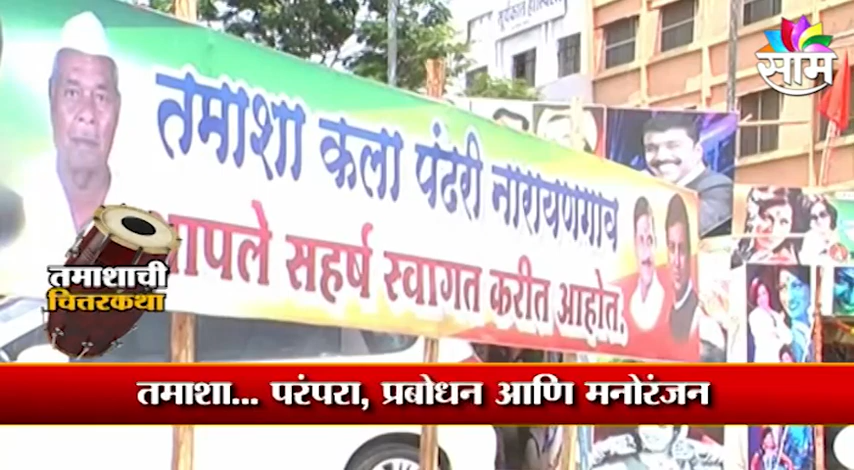 साम
तमाशा कला पंढरी नारायणगाव
आपले सहर्ष स्वागत करीत आहोत.
तमाशाची
चित्तरकथा
तमाशा... परंपरा, प्रबोधन आणि मनोरंजन